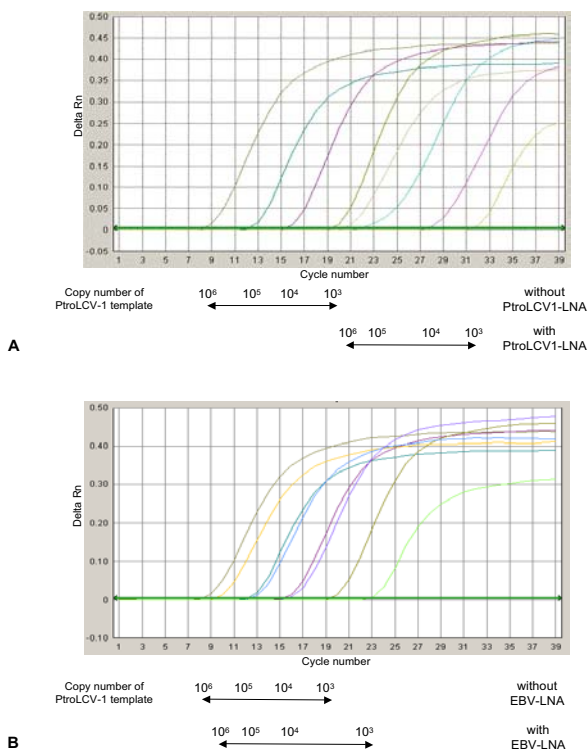 0.50
0.45
0.40
0.35
0.30
0.25
0.20
0.15
0.10
0.05
0
-0.05
Delta Rn
1 3 5 7 9 11 13 15 17 19 21 23 25 27 29 31 33 35 37 39
Cycle number
Copy number of
PtroLCV-1 template
10⁶ 10⁵ 10⁴ 10³
without
PtroLCV1-LNA
10⁶ 10⁵ 10⁴ 10³
with
PtroLCV1-LNA
A
0.50
0.40
0.30
0.20
0.10
0
-0.10
Delta Rn
1 3 5 7 9 11 13 15 17 19 21 23 25 27 29 31 33 35 37 39
Cycle number
Copy number of
PtroLCV-1 template
10⁶ 10⁵ 10⁴ 10³
without
EBV-LNA
10⁶ 10⁵ 10⁴ 10³
with
EBV-LNA
B